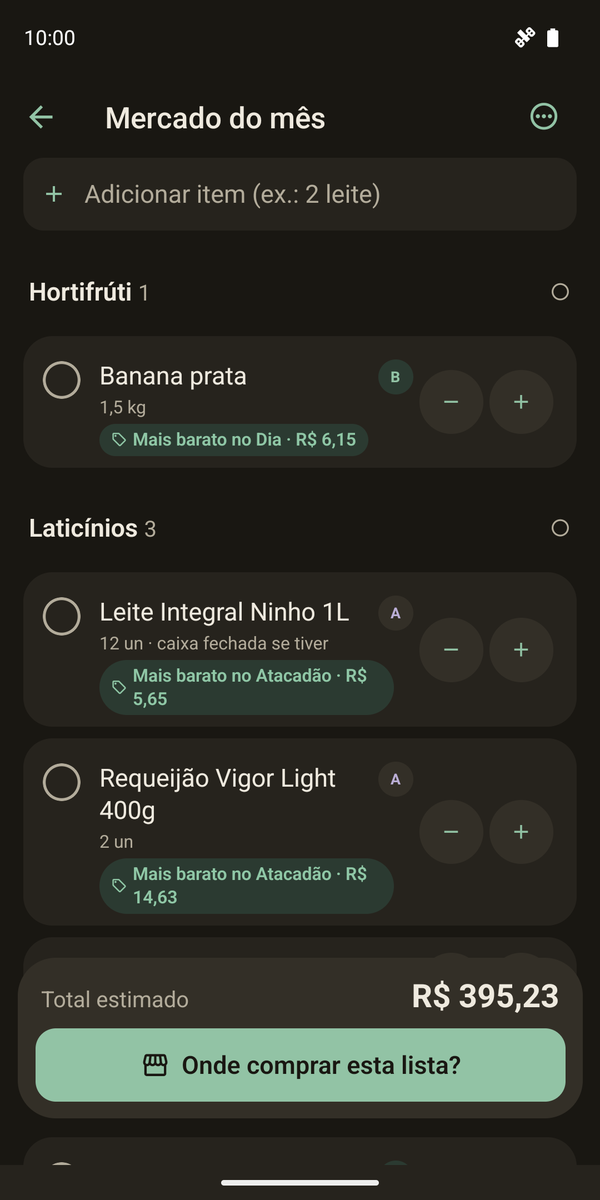 10:00
Mercado do mês
Adicionar item (ex.: 2 leite)
Hortifrúti 1
Banana prata
B
1,5 kg
Mais barato no Dia · R$ 6,15
Laticínios 3
Leite Integral Ninho 1L
A
12 un · caixa fechada se tiver
Mais barato no Atacadão · R$
5,65
Requeijão Vigor Light
400g
A
2 un
Mais barato no Atacadão · R$
14,63
Total estimado
R$ 395,23
Onde comprar esta lista?